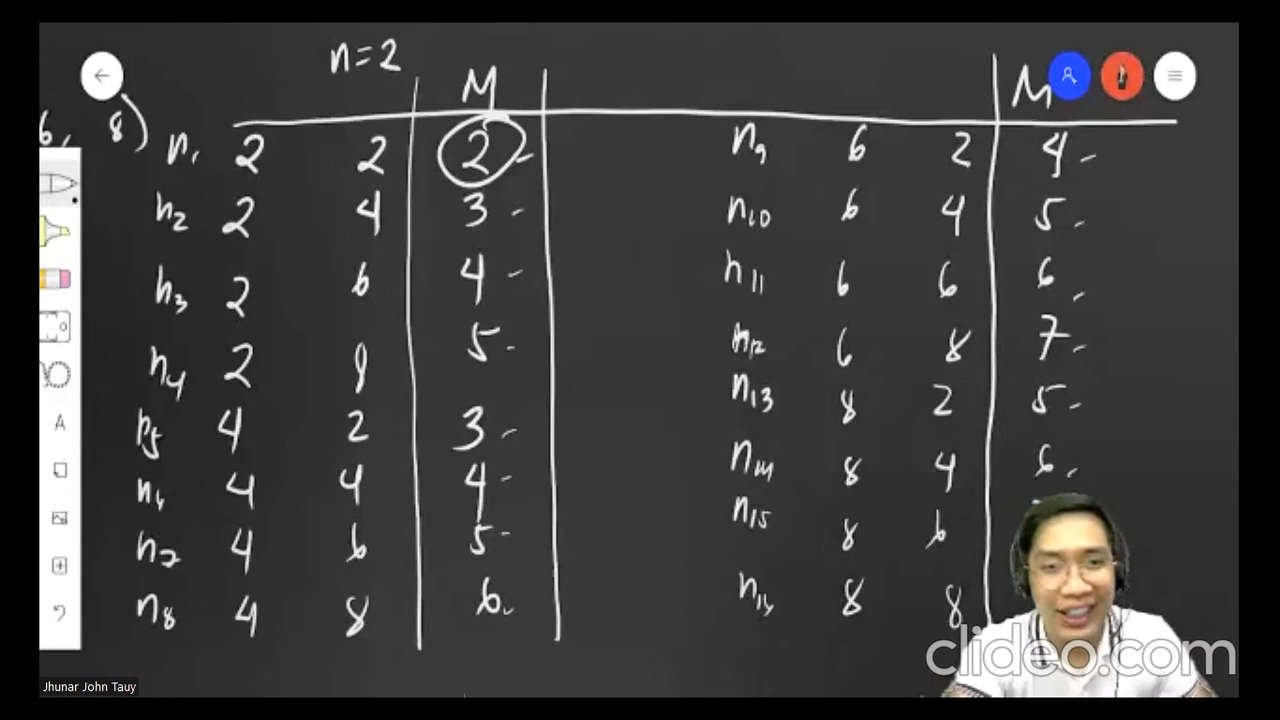 n=2
M
M
6, 8)
n1 2 2 2
n2 2 4 3
n3 2 6 4
n4 2 8 5
n5 4 2 3
n6 4 4 4
n7 4 6 5
n8 4 8 6
n9 6 2 4
n10 6 4 5
n11 6 6 6
n12 6 8 7
n13 8 2 5
n14 8 4 6
n15 8 6
n16 8 8
A
clideo.com
Jhunar John Tauy